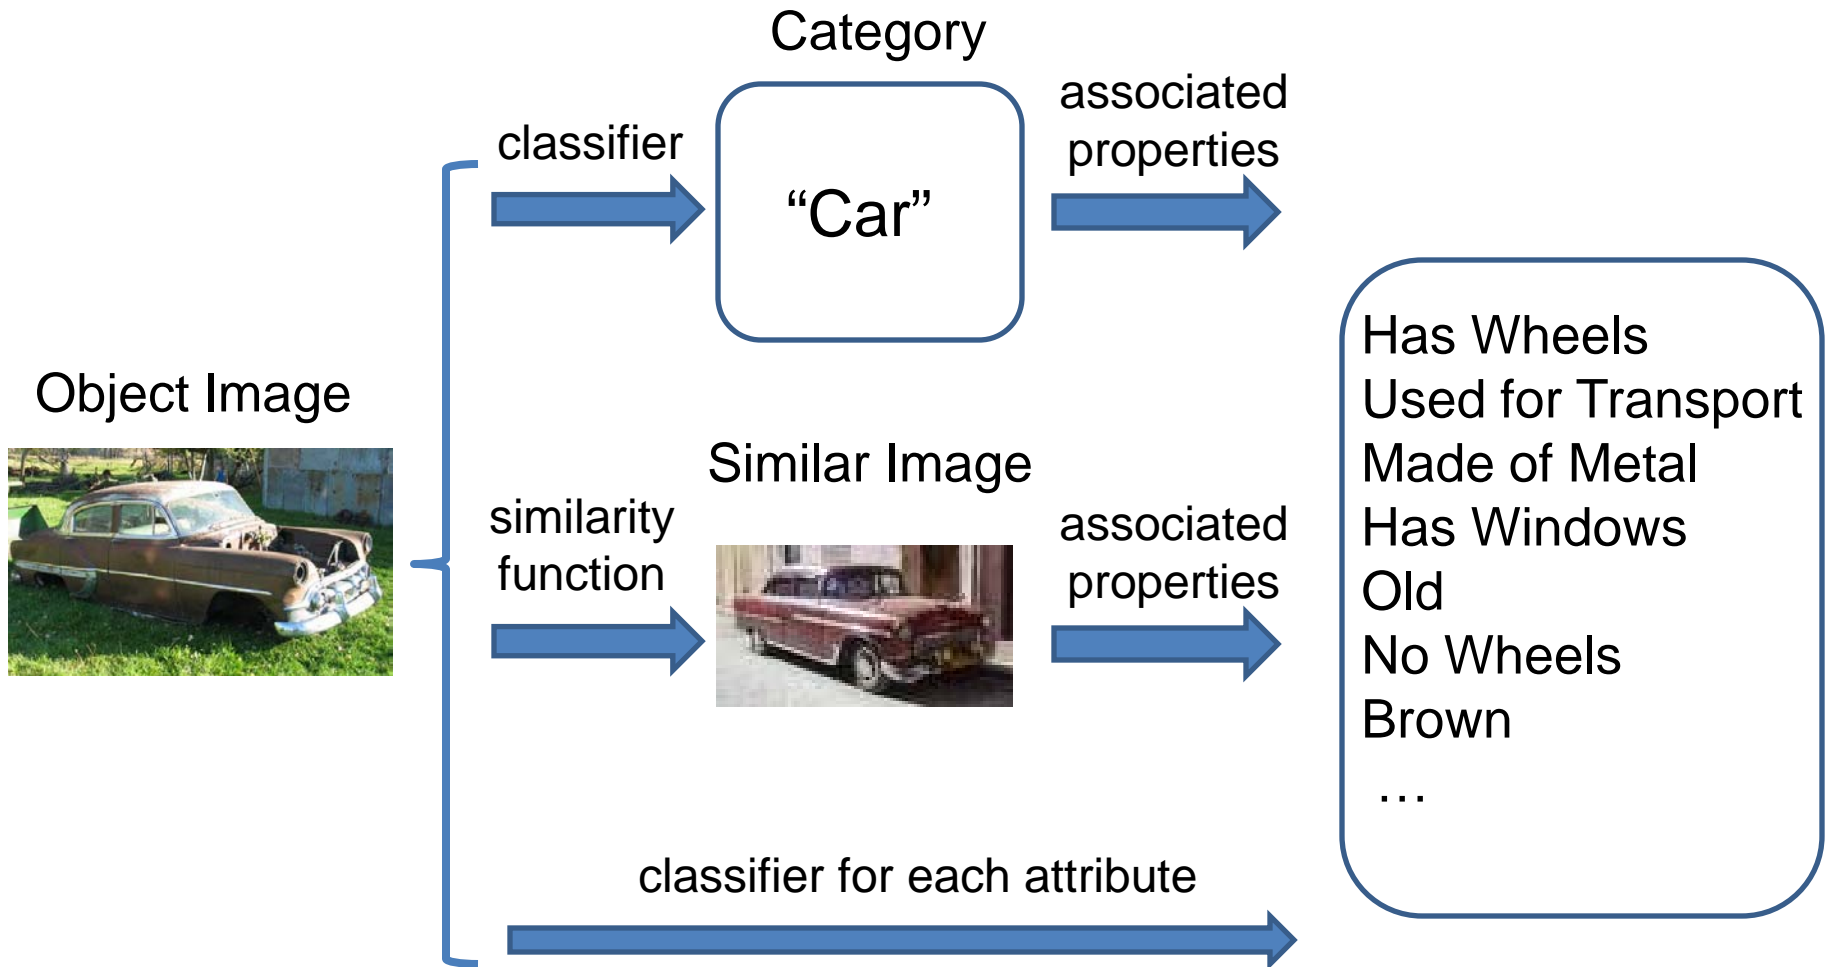 Category
classifier
“Car”
associated
properties
Object Image
Similar Image
similarity
function
associated
properties
classifier for each attribute
Has Wheels
Used for Transport
Made of Metal
Has Windows
Old
No Wheels
Brown
…